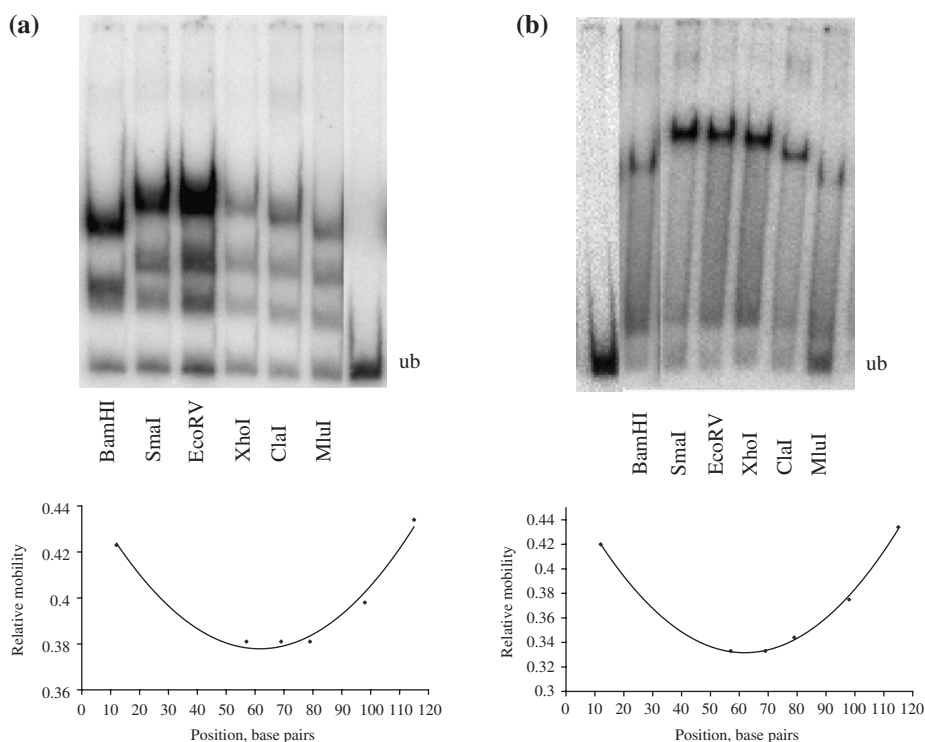 (a)
ub
BamHI
SmaI
EcoRV
XhoI
ClaI
MluI
0.44
0.42
0.4
0.38
0.36
Relative mobility
0 10 20 30 40 50 60 70 80 90 100 110 120
Position, base pairs
(b)
ub
BamHI
SmaI
EcoRV
XhoI
ClaI
MluI
0.44
0.42
0.4
0.38
0.36
0.34
0.32
0.3
Relative mobility
0 10 20 30 40 50 60 70 80 90 100 110 120
Position, base pairs